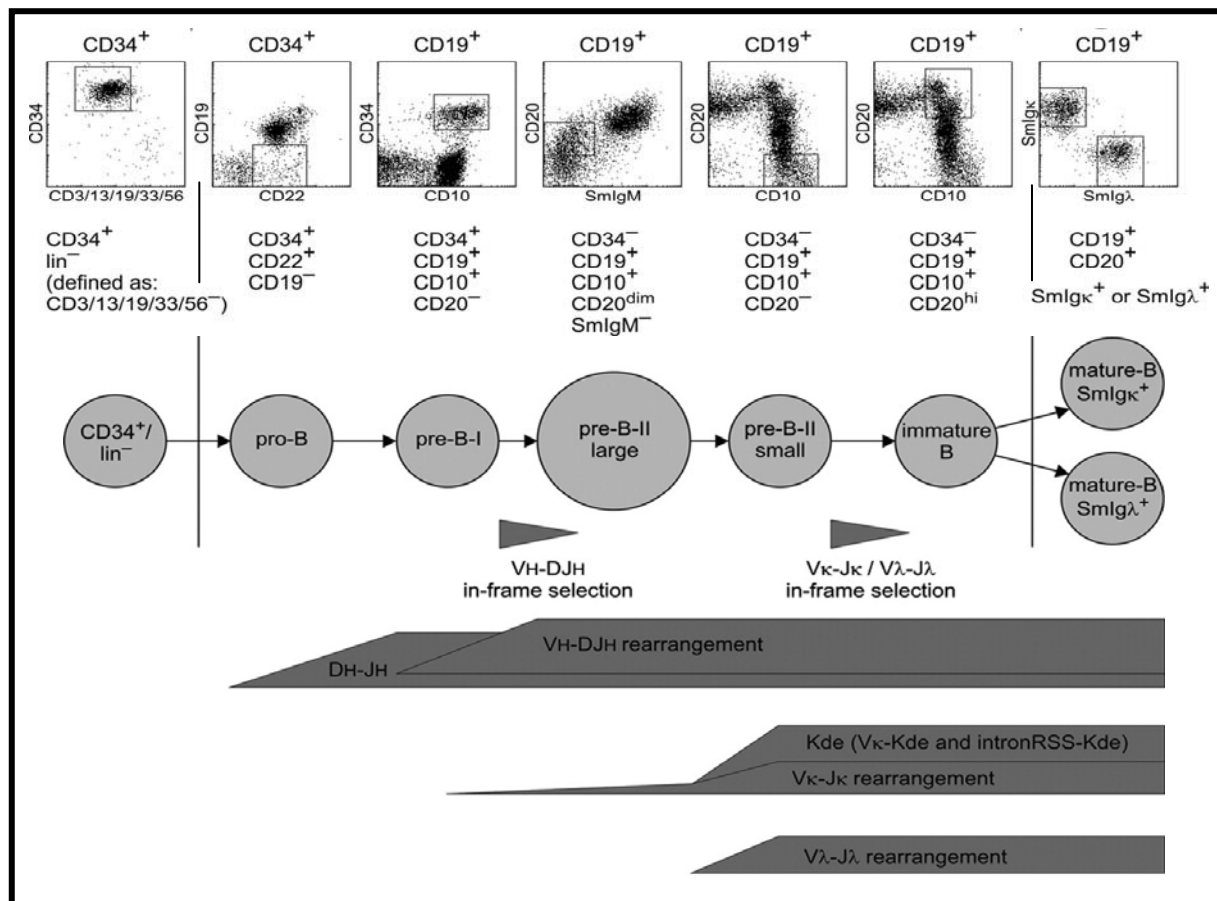 CD34⁺ CD34⁺ CD19⁺ CD19⁺ CD19⁺ CD19⁺ CD19⁺
CD34 CD19 CD34 CD20 CD20 CD20 SmIgκ
CD3/13/19/33/56 CD22 CD10 SmIgM CD10 CD10 SmIgλ
CD34⁺
lin⁻
(defined as:
CD3/13/19/33/56⁻)
CD34⁺
CD22⁺
CD19⁻
CD34⁺
CD19⁺
CD10⁺
CD20⁻
CD34⁻
CD19⁺
CD10⁺
CD20ᵈⁱᵐ
SmIgM⁻
CD34⁻
CD19⁺
CD10⁺
CD20⁻
CD34⁻
CD19⁺
CD10⁺
CD20ʰⁱ
CD19⁺
CD20⁺
SmIgκ⁺ or SmIgλ⁺
CD34⁺/
lin⁻
pro-B
pre-B-I
pre-B-II
large
pre-B-II
small
immature
B
mature-B
SmIgκ⁺
mature-B
SmIgλ⁺
VH-DJH
in-frame selection
Vκ-Jκ / Vλ-Jλ
in-frame selection
VH-DJH rearrangement
DH-JH
Kde (Vκ-Kde and intronRSS-Kde)
Vκ-Jκ rearrangement
Vλ-Jλ rearrangement